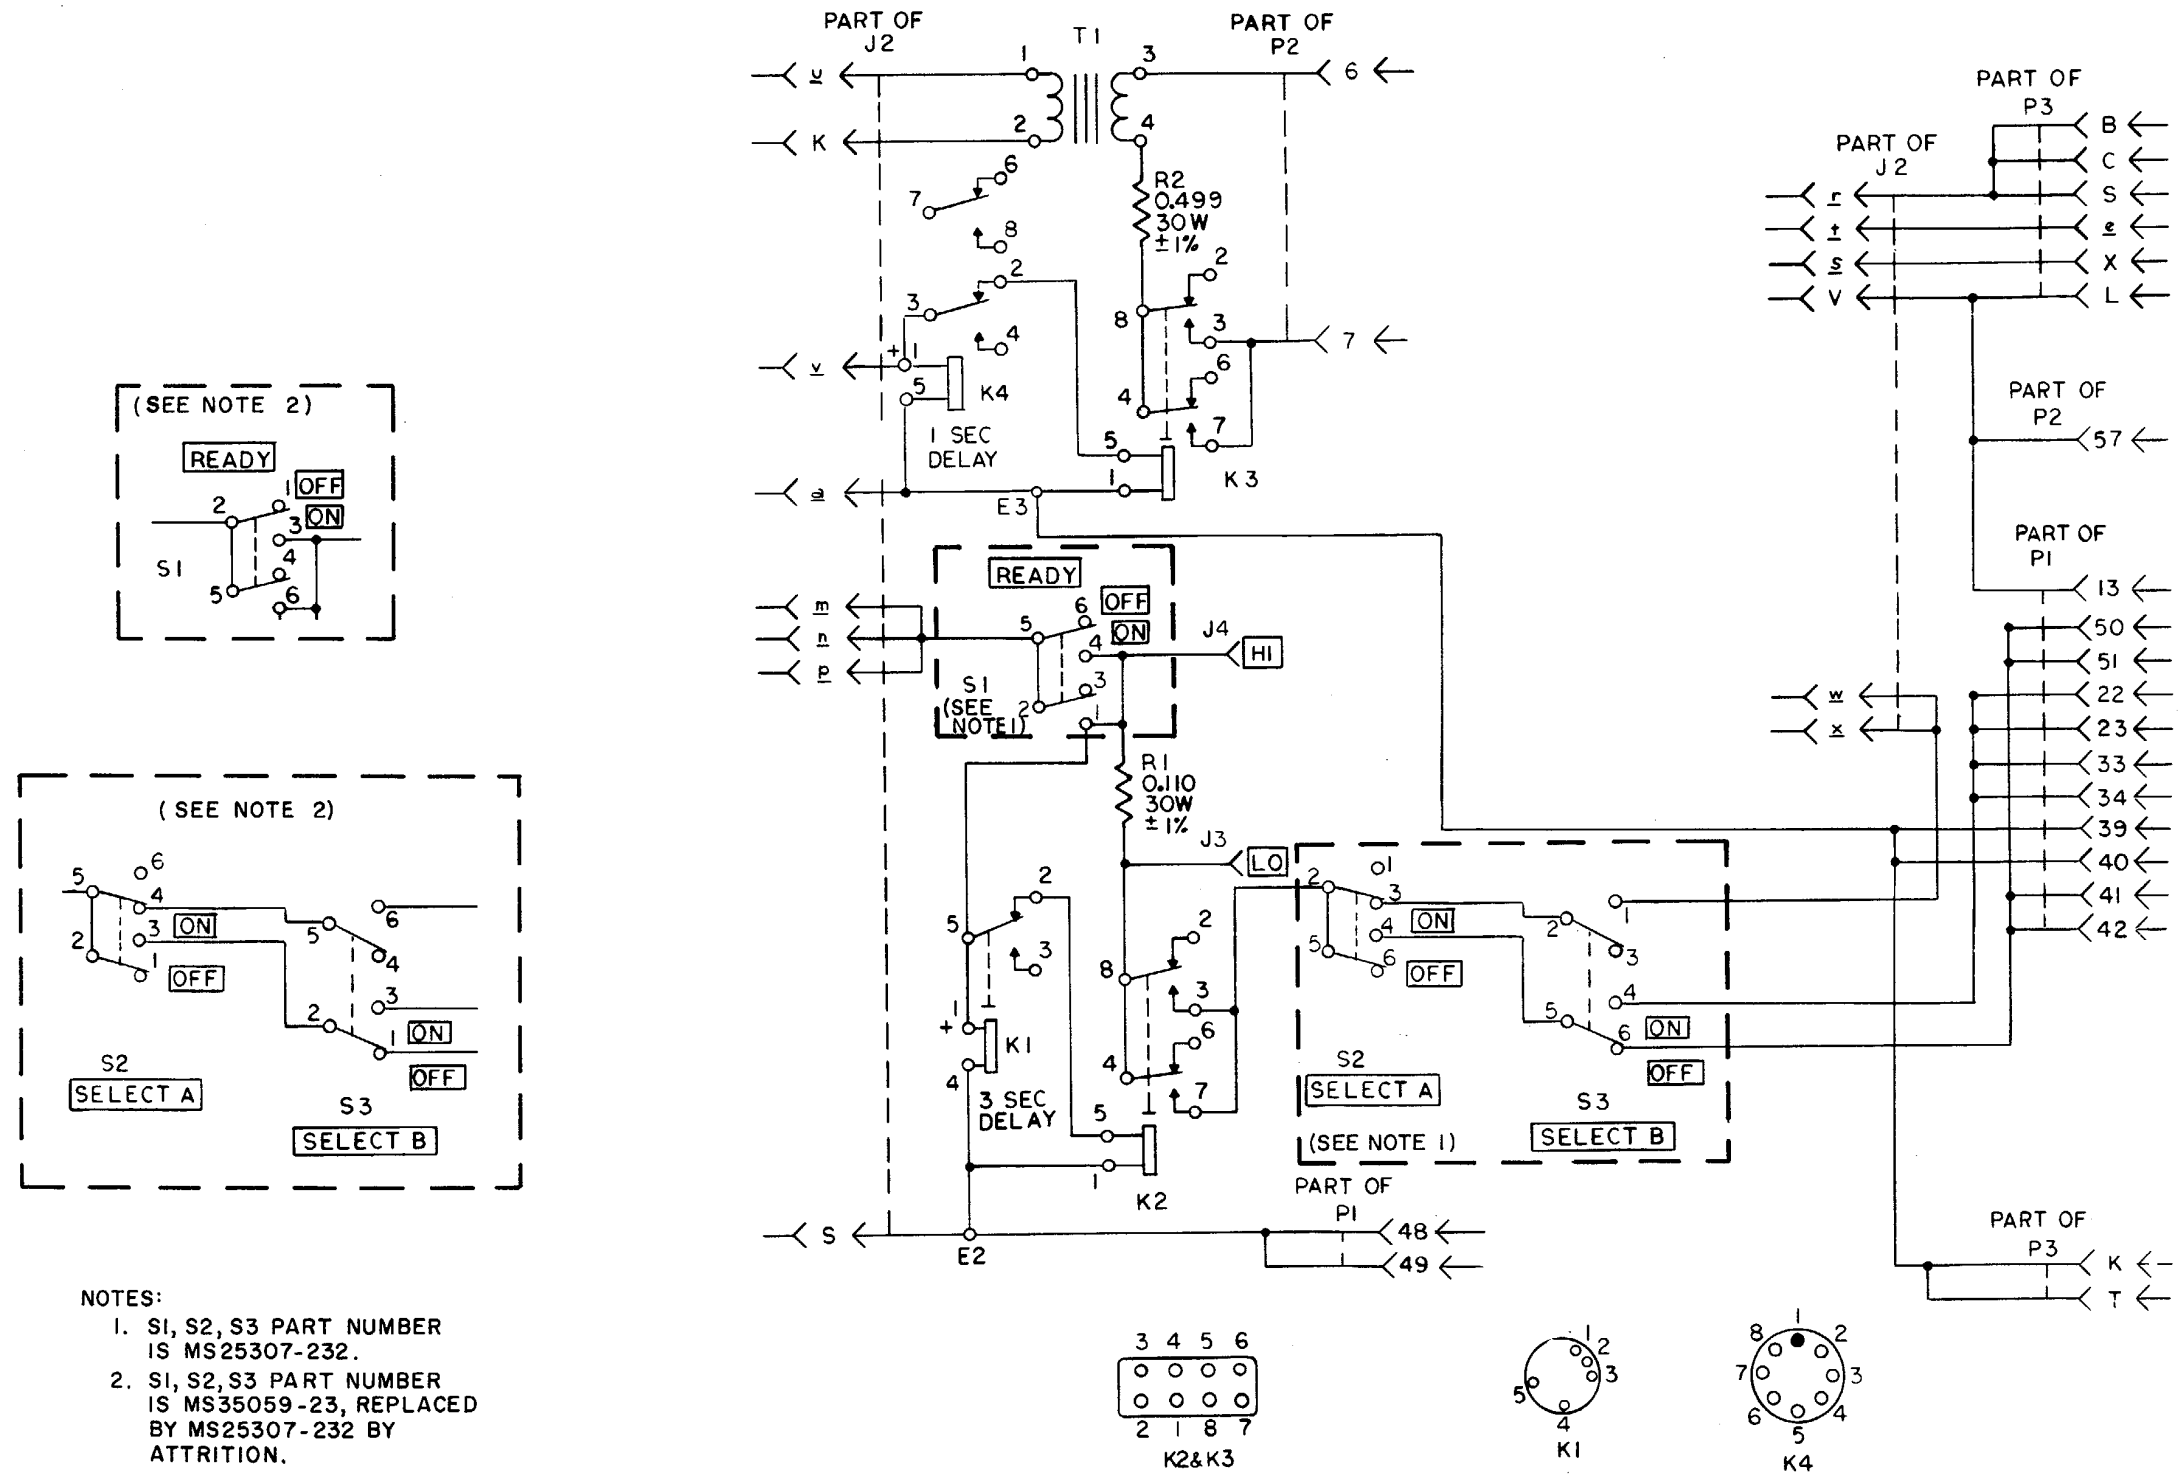 PART OF
J2
T1
PART OF
P2
u
1
3
6
K
2
4
6
7
8
R2
0.499
30W
±1%
2
3
4
2
8
3
7
v
+
1
5
K4
6
4
7
1 SEC
DELAY
5
1
K3
a
E3
PART OF
P3
B
C
PART OF
J2
r
S
t
e
s
X
V
L
PART OF
P2
57
PART OF
P1
13
50
51
w
22
x
23
33
34
39
40
41
42
(SEE NOTE 2)
READY
1
OFF
2
3
ON
4
S1
5
6
READY
m
n
p
6
OFF
5
ON
4
J4
HI
S1
3
(SEE
NOTE 1)
2
1
R1
0.110
30W
±1%
J3
LO
(SEE NOTE 2)
6
5
4
ON
3
2
1
OFF
6
5
4
3
2
1
ON
OFF
S2
SELECT A
S3
SELECT B
2
5
3
1
+
K1
4
3 SEC
DELAY
2
8
3
6
4
7
5
1
K2
1
2
3
ON
4
5
6
OFF
1
2
3
4
5
6
ON
OFF
S2
SELECT A
S3
SELECT B
(SEE NOTE 1)
S
E2
PART OF
P1
48
49
PART OF
P3
K
T
NOTES:
1. S1, S2, S3 PART NUMBER
IS MS25307-232.
2. S1, S2, S3 PART NUMBER
IS MS35059-23, REPLACED
BY MS25307-232 BY
ATTRITION.
3 4 5 6
2 1 8 7
K2&K3
1
2
3
5
4
K1
1
8
2
7
3
6
4
5
K4